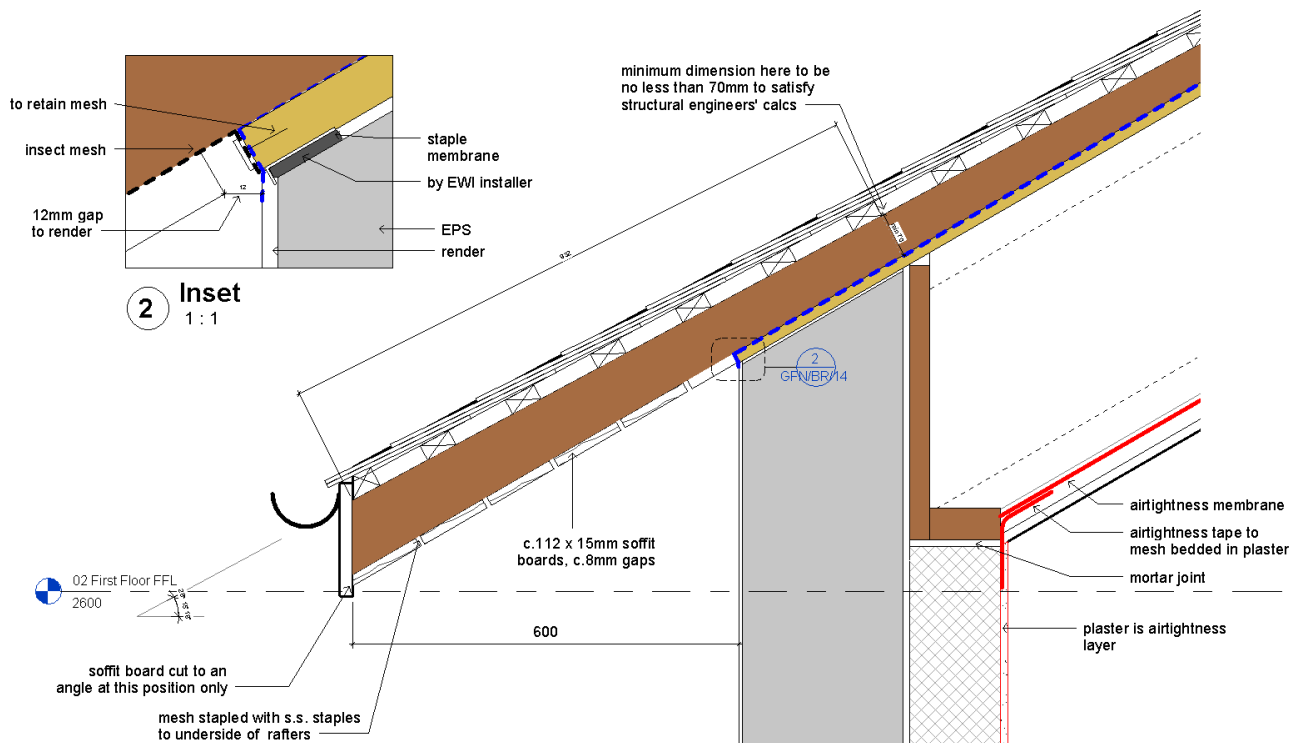 to retain mesh
insect mesh
12mm gap
to render
12
staple
membrane
by EWI installer
EPS
render
2
Inset
1 : 1
minimum dimension here to be
no less than 70mm to satisfy
structural engineers' calcs
2
GFN/BR/14
c.112 x 15mm soffit
boards, c.8mm gaps
airtightness membrane
airtightness tape to
mesh bedded in plaster
mortar joint
plaster is airtightness
layer
02 First Floor FFL
2600
600
soffit board cut to an
angle at this position only
mesh stapled with s.s. staples
to underside of rafters